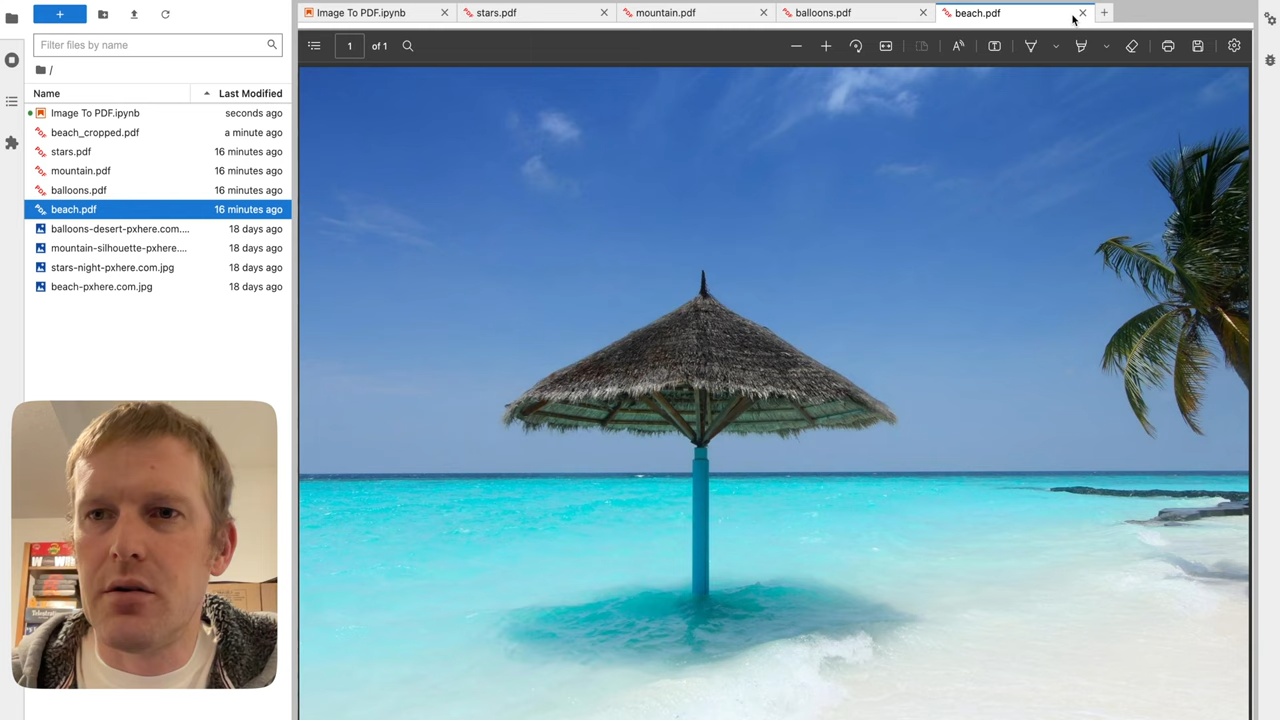 Image To PDF.ipynb
stars.pdf
mountain.pdf
balloons.pdf
beach.pdf
Filter files by name
1 of 1
/
Name Last Modified
Image To PDF.ipynb seconds ago
beach_cropped.pdf a minute ago
stars.pdf 16 minutes ago
mountain.pdf 16 minutes ago
balloons.pdf 16 minutes ago
beach.pdf 16 minutes ago
balloons-desert-pxhere.com.... 18 days ago
mountain-silhouette-pxhere.... 18 days ago
stars-night-pxhere.com.jpg 18 days ago
beach-pxhere.com.jpg 18 days ago